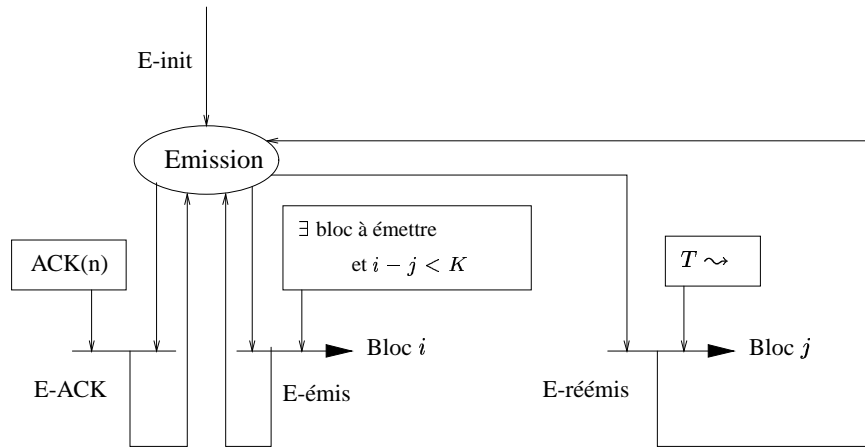 E-init
Emission
∃ bloc à émettre
et i − j < K
ACK(n)
T ⤳
Bloc i
Bloc j
E-ACK
E-émis
E-réémis